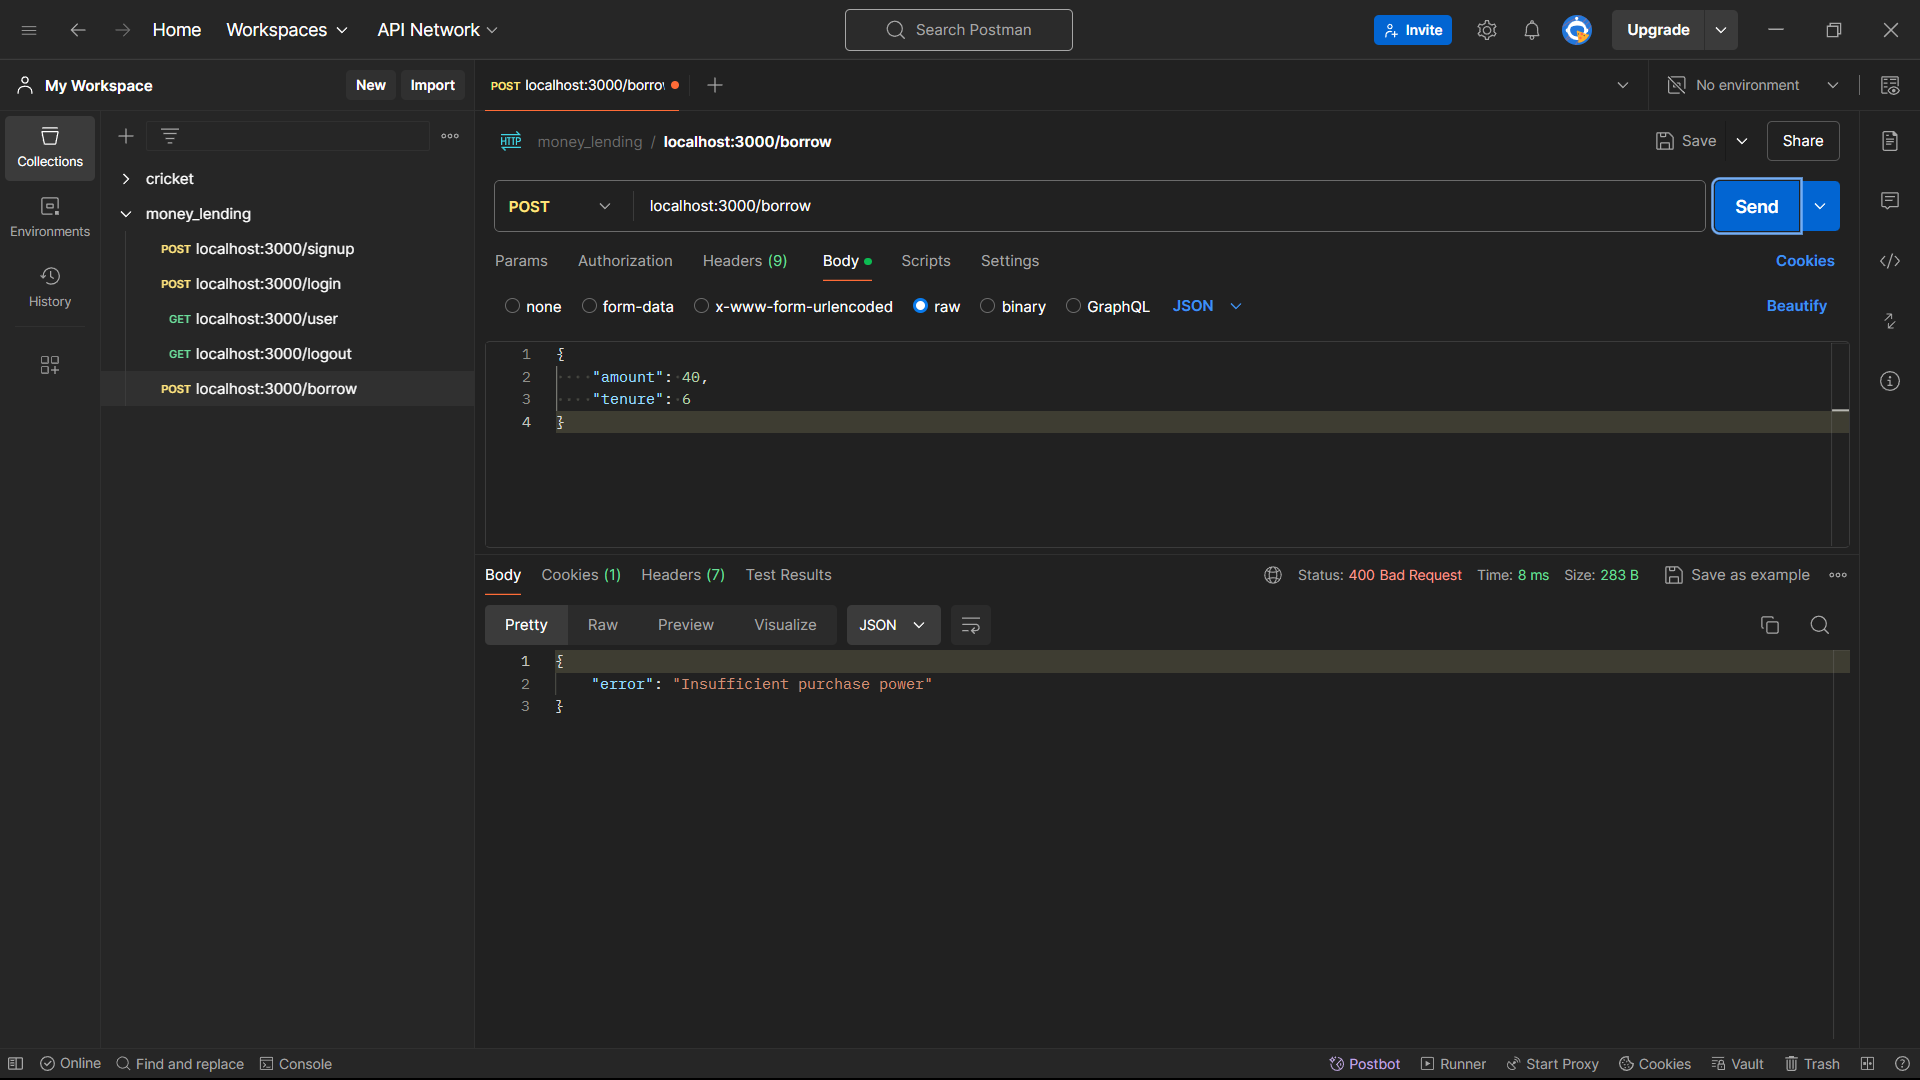 Home Workspaces API Network Search Postman Invite Upgrade
My Workspace New Import POST localhost:3000/borro No environment
Collections
Environments
History
cricket
money_lending
POST localhost:3000/signup
POST localhost:3000/login
GET localhost:3000/user
GET localhost:3000/logout
POST localhost:3000/borrow
HTTP money_lending / localhost:3000/borrow Save Share
POST localhost:3000/borrow Send
Params Authorization Headers (9) Body Scripts Settings Cookies
none form-data x-www-form-urlencoded raw binary GraphQL JSON Beautify
1 {
2 "amount": 40,
3 "tenure": 6
4 }
Body Cookies (1) Headers (7) Test Results Status: 400 Bad Request Time: 8 ms Size: 283 B Save as example
Pretty Raw Preview Visualize JSON
1 {
2 "error": "Insufficient purchase power"
3 }
Online Find and replace Console Postbot Runner Start Proxy Cookies Vault Trash